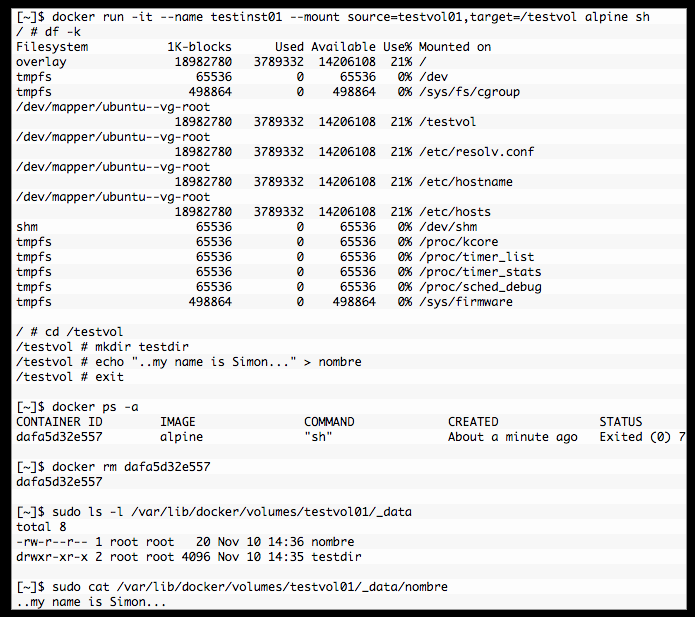 [~]$ docker run -it --name testinst01 --mount source=testvol01,target=/testvol alpine sh
/ # df -k
Filesystem           1K-blocks      Used Available Use% Mounted on
overlay               18982780   3789332  14206108  21% /
tmpfs                    65536         0     65536   0% /dev
tmpfs                   498864         0    498864   0% /sys/fs/cgroup
/dev/mapper/ubuntu--vg-root
                      18982780   3789332  14206108  21% /testvol
/dev/mapper/ubuntu--vg-root
                      18982780   3789332  14206108  21% /etc/resolv.conf
/dev/mapper/ubuntu--vg-root
                      18982780   3789332  14206108  21% /etc/hostname
/dev/mapper/ubuntu--vg-root
                      18982780   3789332  14206108  21% /etc/hosts
shm                      65536         0     65536   0% /dev/shm
tmpfs                    65536         0     65536   0% /proc/kcore
tmpfs                    65536         0     65536   0% /proc/timer_list
tmpfs                    65536         0     65536   0% /proc/timer_stats
tmpfs                    65536         0     65536   0% /proc/sched_debug
tmpfs                   498864         0    498864   0% /sys/firmware
/ # cd /testvol
/testvol # mkdir testdir
/testvol # echo "..my name is Simon..." > nombre
/testvol # exit
[~]$ docker ps -a
CONTAINER ID        IMAGE               COMMAND             CREATED              STATUS
dafa5d32e557        alpine              "sh"                About a minute ago   Exited (0) 7
[~]$ docker rm dafa5d32e557
dafa5d32e557
[~]$ sudo ls -l /var/lib/docker/volumes/testvol01/_data
total 8
-rw-r--r-- 1 root root   20 Nov 10 14:36 nombre
drwxr-xr-x 2 root root 4096 Nov 10 14:35 testdir
[~]$ sudo cat /var/lib/docker/volumes/testvol01/_data/nombre
..my name is Simon...